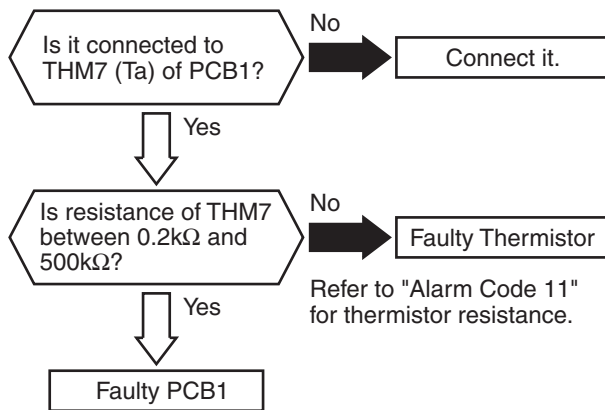 Is it connected to
THM7 (Ta) of PCB1?
No
Connect it.
Yes
Is resistance of THM7
between 0.2kΩ and
500kΩ?
No
Faulty Thermistor
Refer to "Alarm Code 11"
for thermistor resistance.
Yes
Faulty PCB1